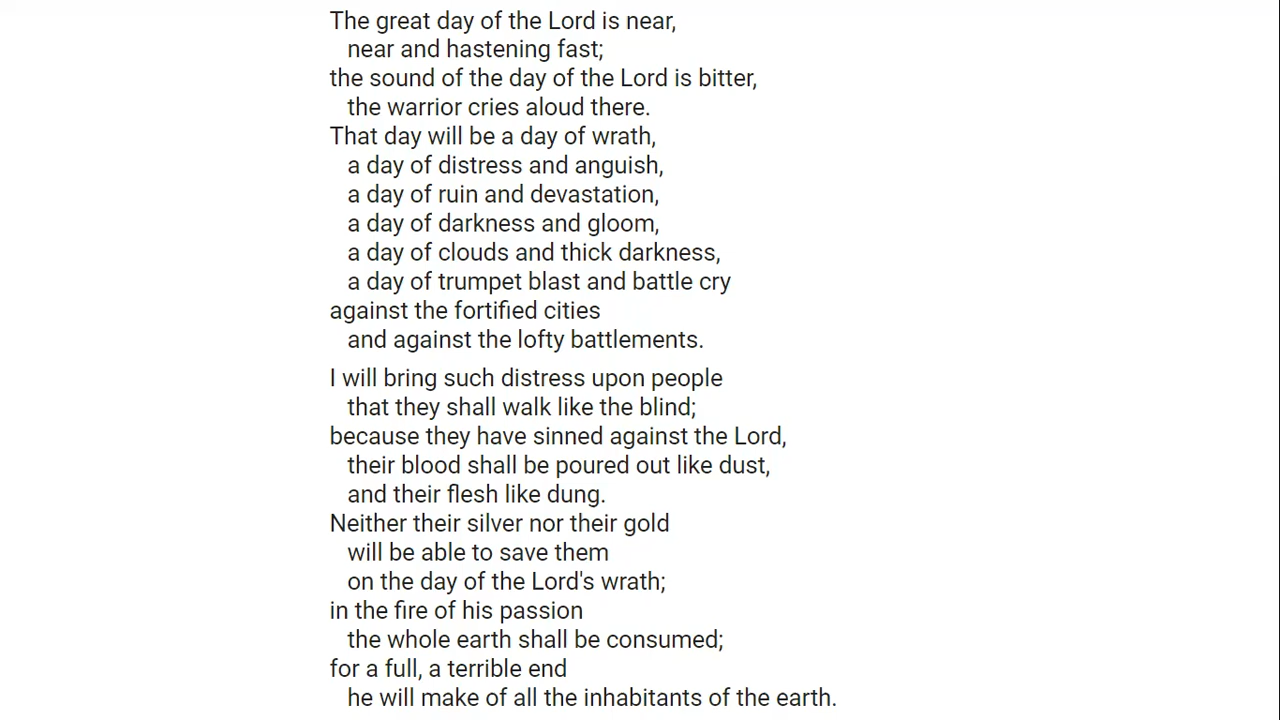 The great day of the Lord is near,
near and hastening fast;
the sound of the day of the Lord is bitter,
the warrior cries aloud there.
That day will be a day of wrath,
a day of distress and anguish,
a day of ruin and devastation,
a day of darkness and gloom,
a day of clouds and thick darkness,
a day of trumpet blast and battle cry
against the fortified cities
and against the lofty battlements.
I will bring such distress upon people
that they shall walk like the blind;
because they have sinned against the Lord,
their blood shall be poured out like dust,
and their flesh like dung.
Neither their silver nor their gold
will be able to save them
on the day of the Lord's wrath;
in the fire of his passion
the whole earth shall be consumed;
for a full, a terrible end
he will make of all the inhabitants of the earth.